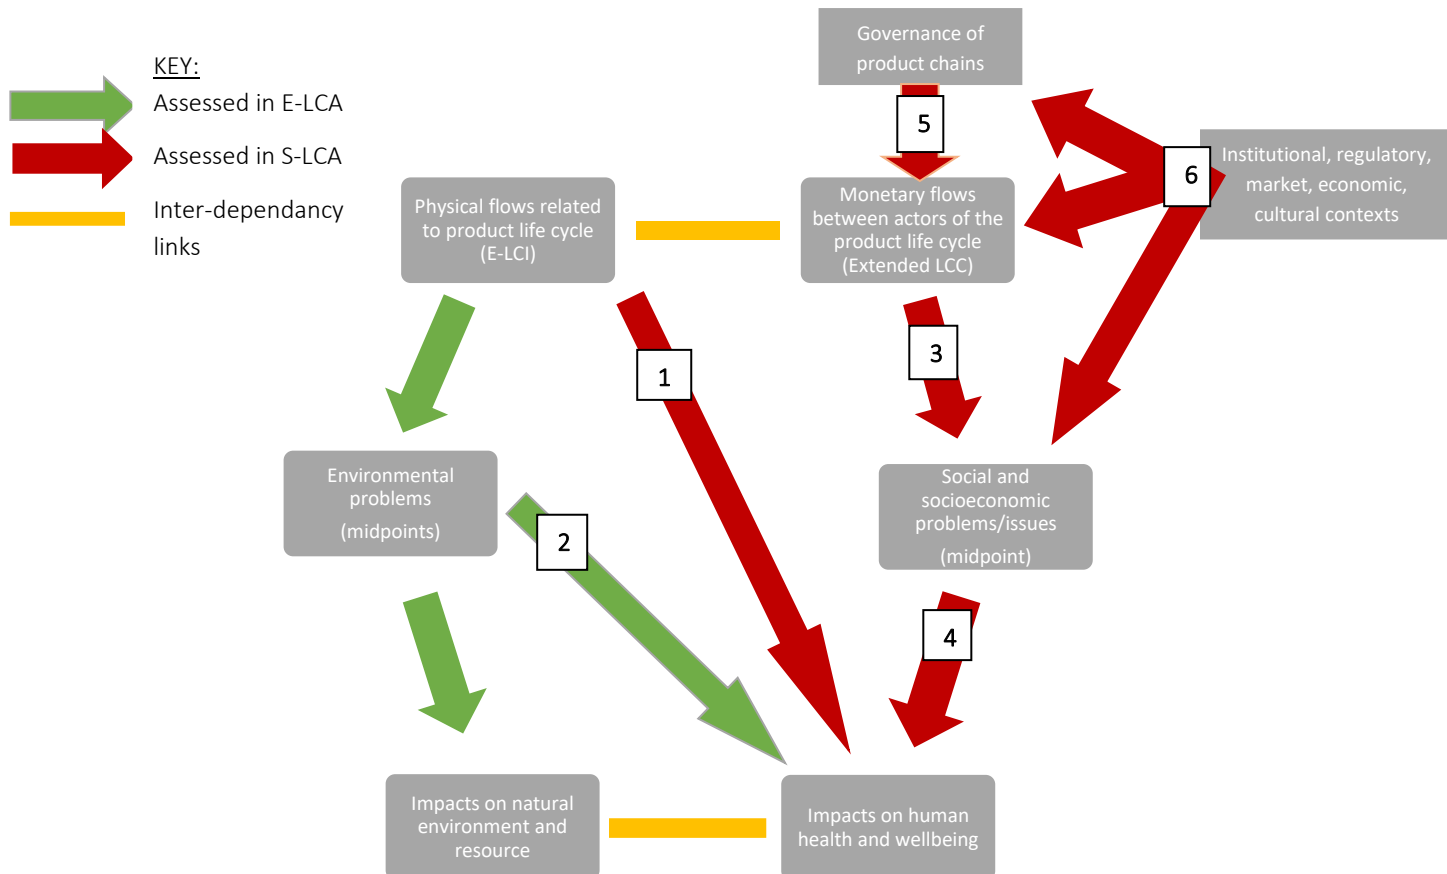 KEY:
Assessed in E-LCA
Assessed in S-LCA
Inter-dependancy
links
Governance of
product chains
5
6
Institutional, regulatory,
market, economic,
cultural contexts
Physical flows related
to product life cycle
(E-LCI)
Monetary flows
between actors of the
product life cycle
(Extended LCC)
1
3
Environmental
problems
(midpoints)
2
Social and
socioeconomic
problems/issues
(midpoint)
4
Impacts on natural
environment and
resource
Impacts on human
health and wellbeing